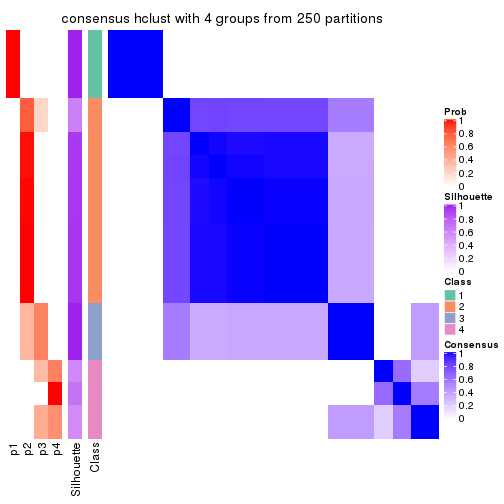 consensus hclust with 4 groups from 250 partitions
Prob
1
0.8
0.6
0.4
0.2
0
Silhouette
1
0.8
0.6
0.4
0.2
0
Class
1
2
3
4
Consensus
1
0.8
0.6
0.4
0.2
0
p1
p2
p3
p4
Silhouette
Class